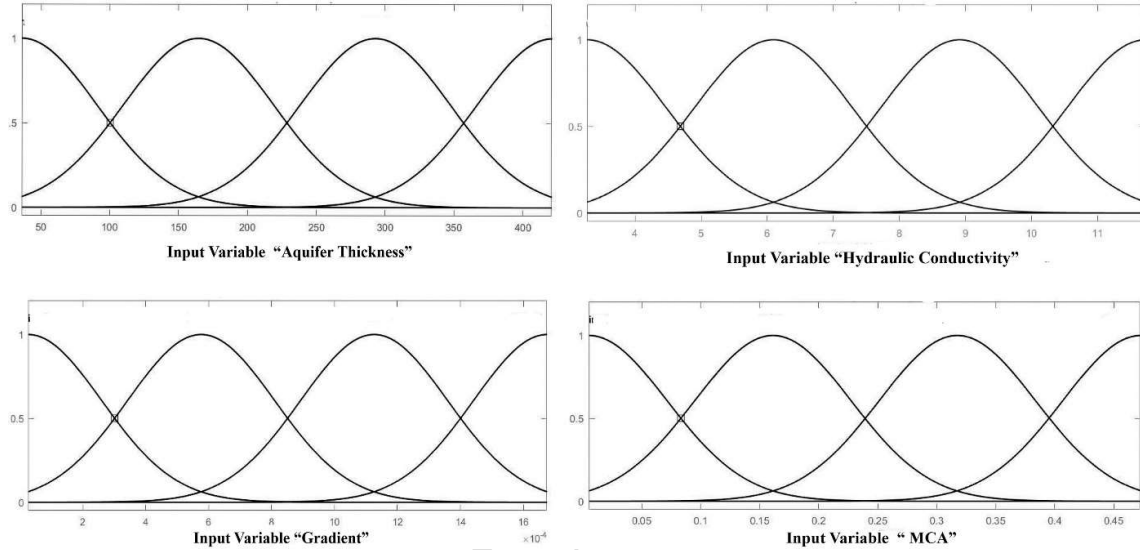 1
.5
0
50 100 150 200 250 300 350 400
Input Variable “Aquifer Thickness”
1
0.5
0
4 5 6 7 8 9 10 11
Input Variable “Hydraulic Conductivity”
1
0.5
0
2 4 6 8 10 12 14 16
×10⁻⁴
Input Variable “Gradient”
1
0.5
0
0.05 0.1 0.15 0.2 0.25 0.3 0.35 0.4 0.45
Input Variable “ MCA”